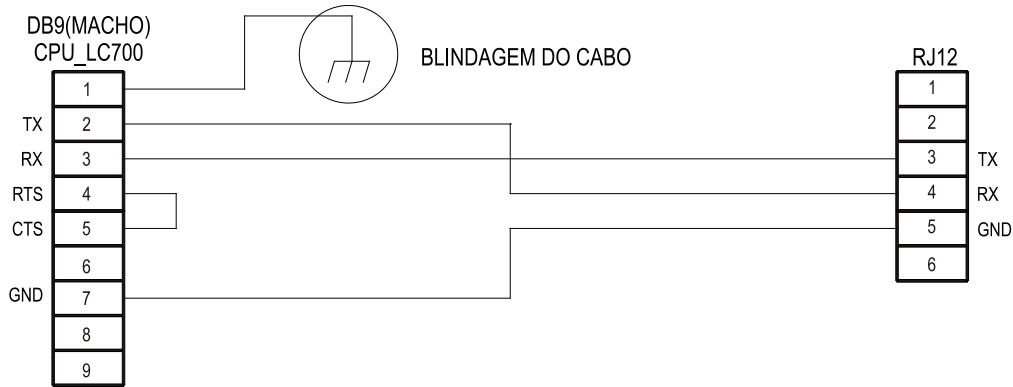 DB9(MACHO)
CPU_LC700
BLINDAGEM DO CABO
RJ12
1
TX 2
RX 3
RTS 4
CTS 5
6
GND 7
8
9
1
2
3 TX
4 RX
5 GND
6